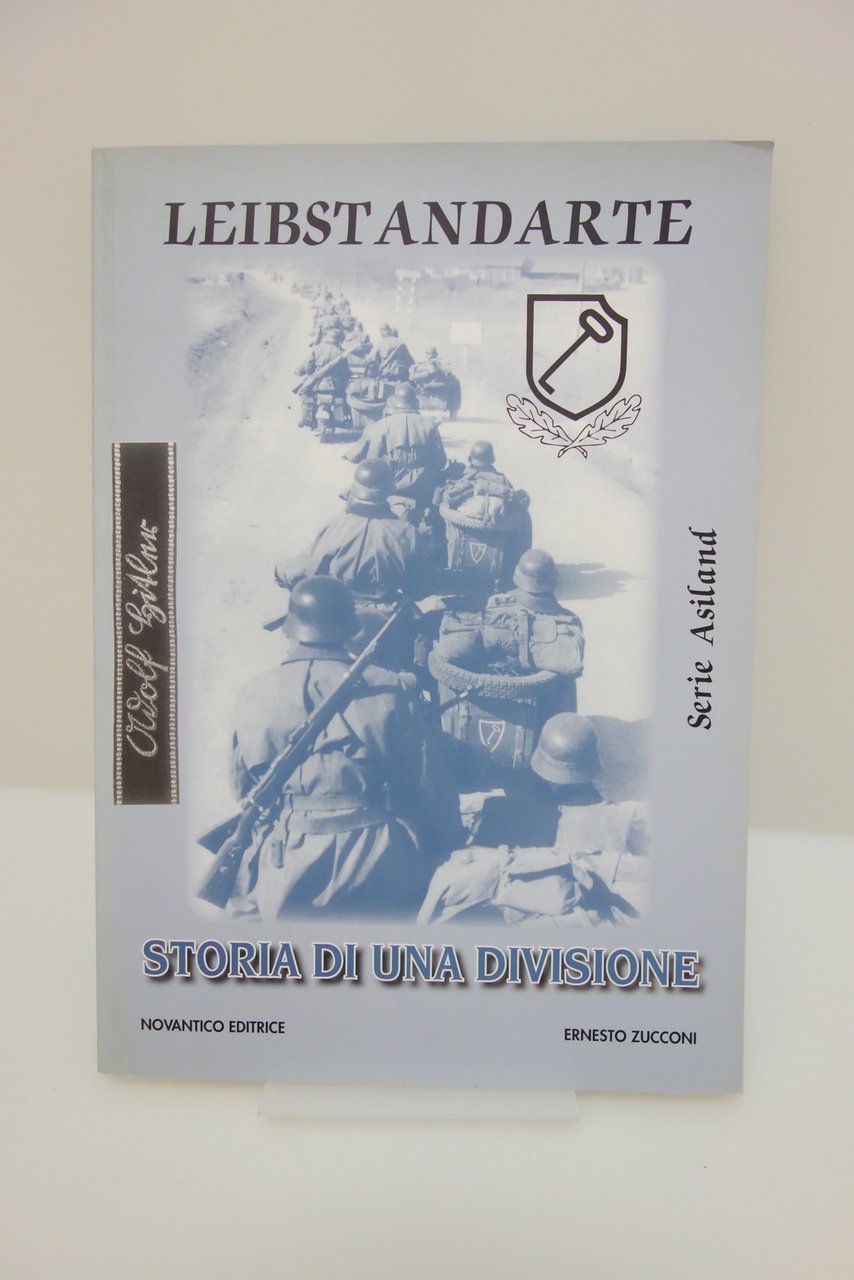 LEIBSTANDARTE
Adolf Hitler
Serie Asiland
STORIA DI UNA DIVISIONE
NOVANTICO EDITRICE
ERNESTO ZUCCONI